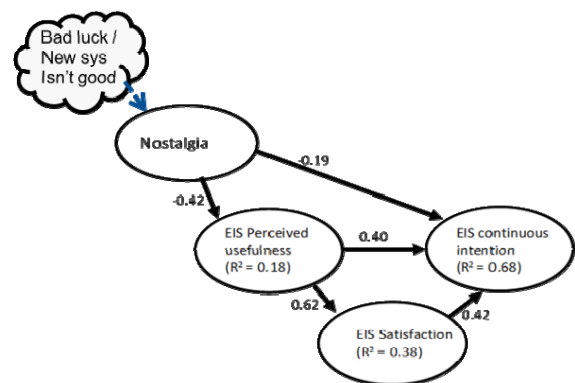 Bad luck /
New sys
Isn't good
Nostalgia
-0.19
-0.42
EIS Perceived
usefulness
(R² = 0.18)
0.40
EIS continuous
intention
(R² = 0.68)
0.62
0.42
EIS Satisfaction
(R² = 0.38)